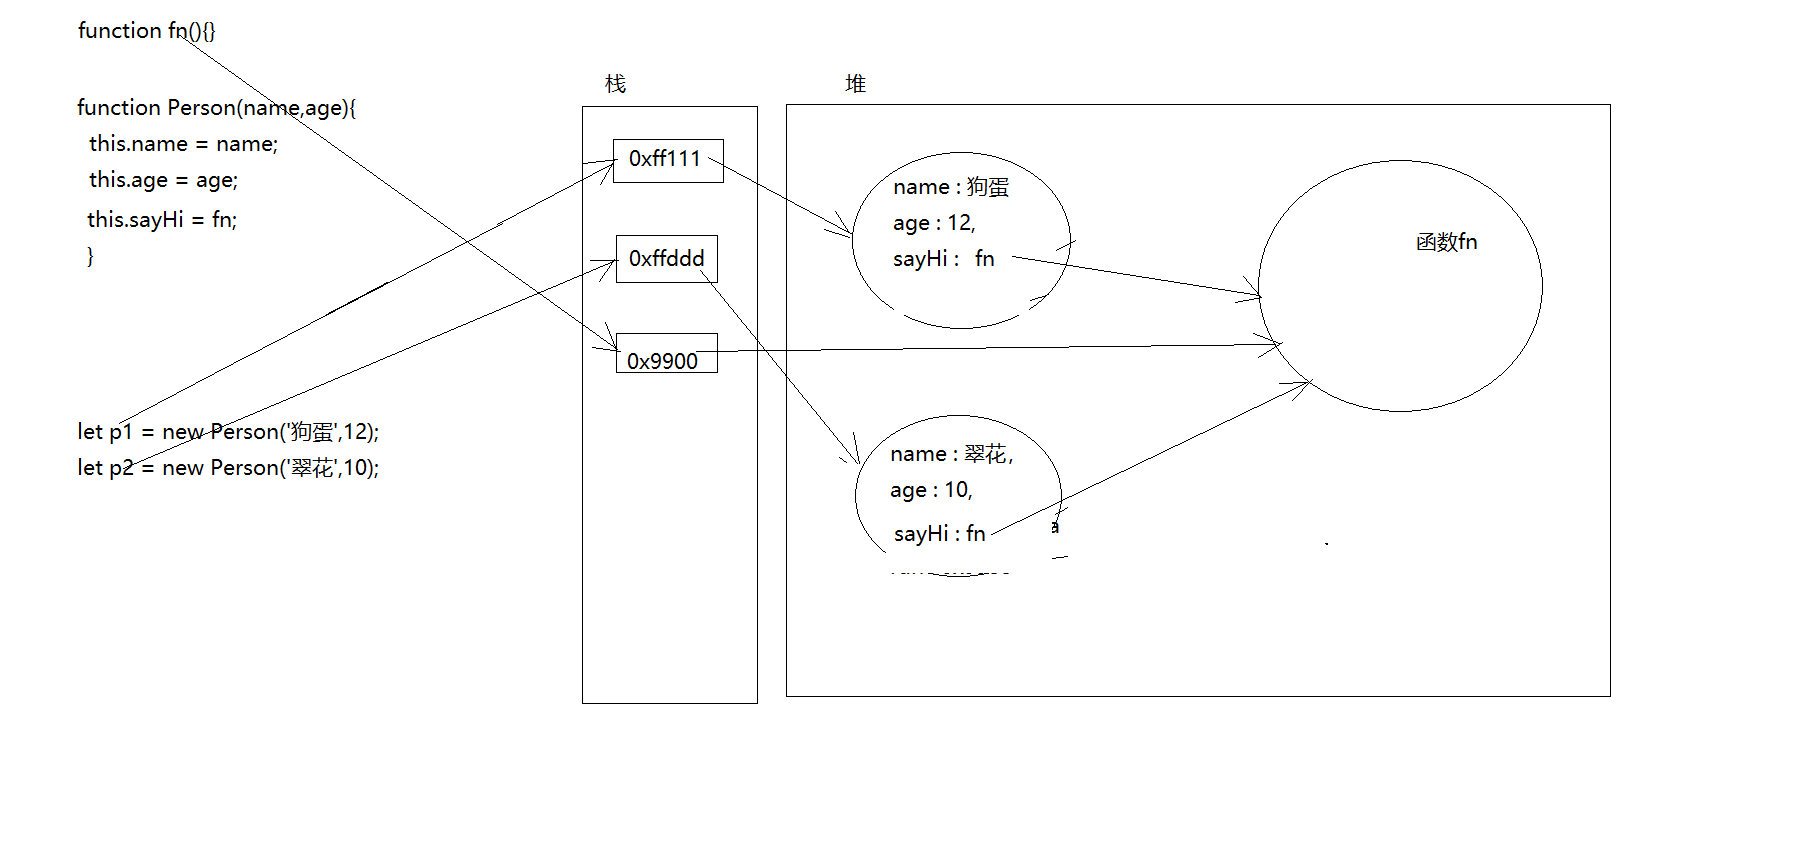 function fn(){}
function Person(name,age){
this.name = name;
this.age = age;
this.sayHi = fn;
}
let p1 = new Person('狗蛋',12);
let p2 = new Person('翠花',10);
栈
0xff111
0xffddd
0x9900
堆
name : 狗蛋
age : 12,
sayHi : fn
name : 翠花,
age : 10,
sayHi : fn
函数fn